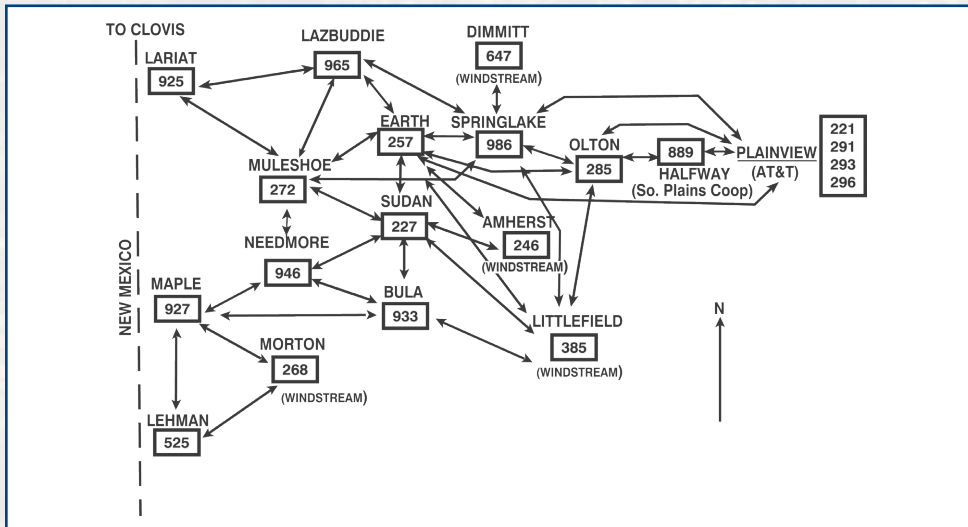 TO CLOVIS
LARIAT
925
LAZBUDDIE
965
DIMMITT
647
(WINDSTREAM)
EARTH
257
SPRINGLAKE
986
OLTON
285
889
HALFWAY
(So. Plains Coop)
PLAINVIEW
(AT&T)
221
291
293
296
MULESHOE
272
SUDAN
227
AMHERST
246
(WINDSTREAM)
NEEDMORE
946
NEW MEXICO
MAPLE
927
BULA
933
LITTLEFIELD
385
(WINDSTREAM)
N
MORTON
268
(WINDSTREAM)
LEHMAN
525